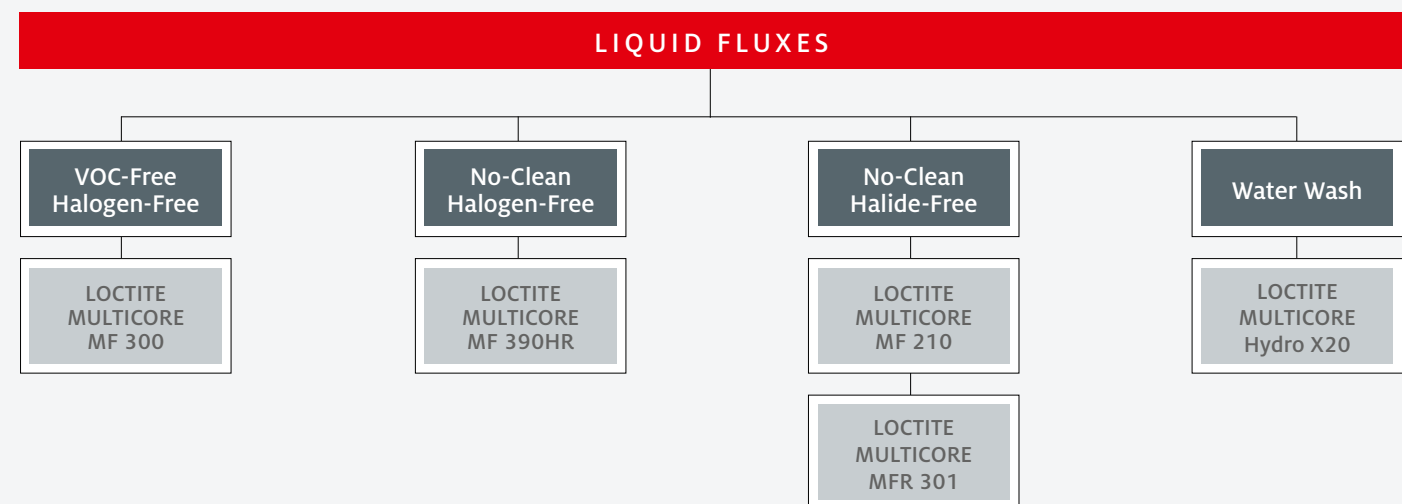 LIQUID FLUXES
VOC-Free
Halogen-Free
No-Clean
Halogen-Free
No-Clean
Halide-Free
Water Wash
LOCTITE
MULTICORE
MF 300
LOCTITE
MULTICORE
MF 390HR
LOCTITE
MULTICORE
MF 210
LOCTITE
MULTICORE
Hydro X20
LOCTITE
MULTICORE
MFR 301